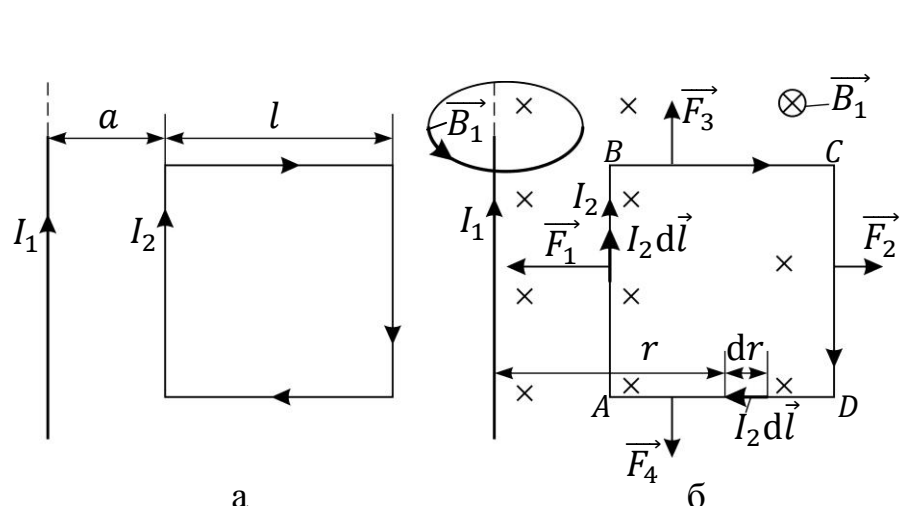 a
l
I₁
I₂
а
B₁⃗
I₁
F₁⃗
B
I₂
I₂dl⃗
F₃⃗
B₁⃗
C
F₂⃗
r
dr
A
F₄⃗
I₂dl⃗
D
б